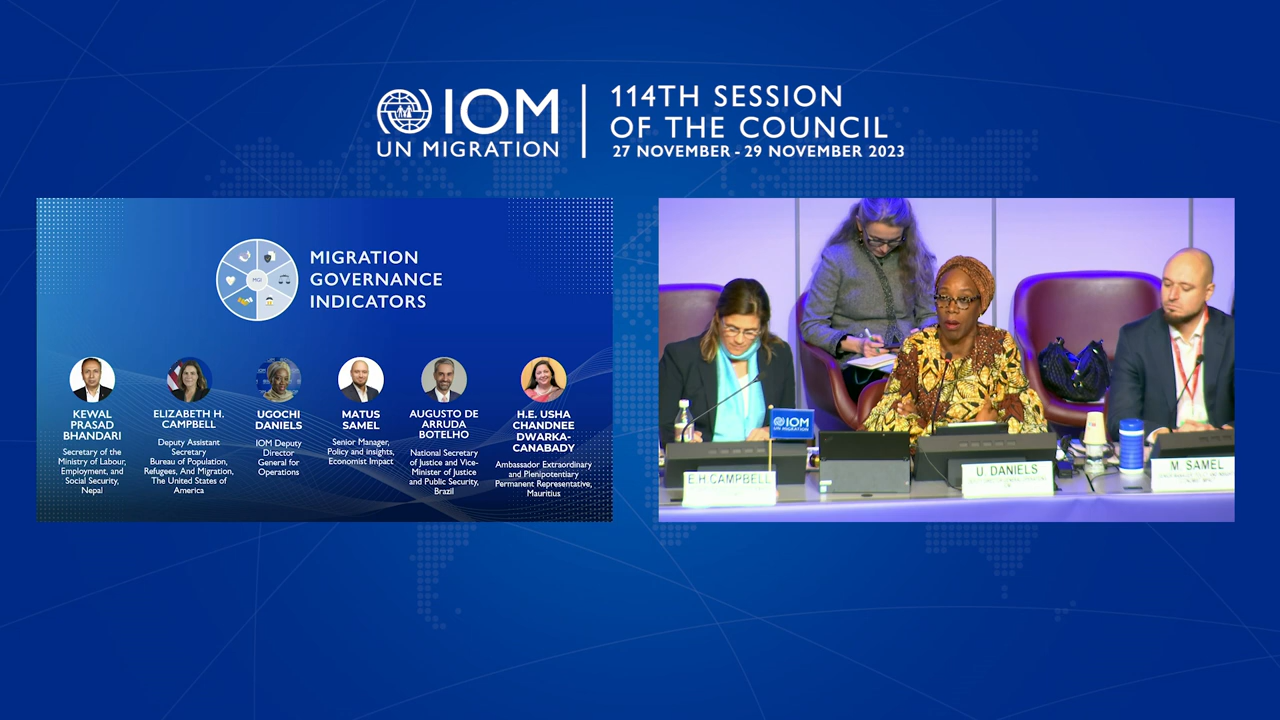 IOM
UN MIGRATION
114TH SESSION
OF THE COUNCIL
27 NOVEMBER - 29 NOVEMBER 2023
MGI
MIGRATION
GOVERNANCE
INDICATORS
KEWAL
PRASAD
BHANDARI
Secretary of the
Ministry of Labour,
Employment, and
Social Security,
Nepal
ELIZABETH H.
CAMPBELL
Deputy Assistant
Secretary
Bureau of Population,
Refugees, And Migration,
The United States of
America
UGOCHI
DANIELS
IOM Deputy
Director
General for
Operations
MATUS
SAMEL
Senior Manager,
Policy and insights,
Economist Impact
AUGUSTO DE
ARRUDA
BOTELHO
National Secretary
of Justice and Vice-
Minister of Justice
and Public Security,
Brazil
H.E. USHA
CHANDNEE
DWARKA-
CANABADY
Ambassador Extraordinary
and Plenipotentiary
Permanent Representative,
Mauritius
IOM
UN MIGRATION
E.H.CAMPBELL
U. DANIELS
M. SAMEL